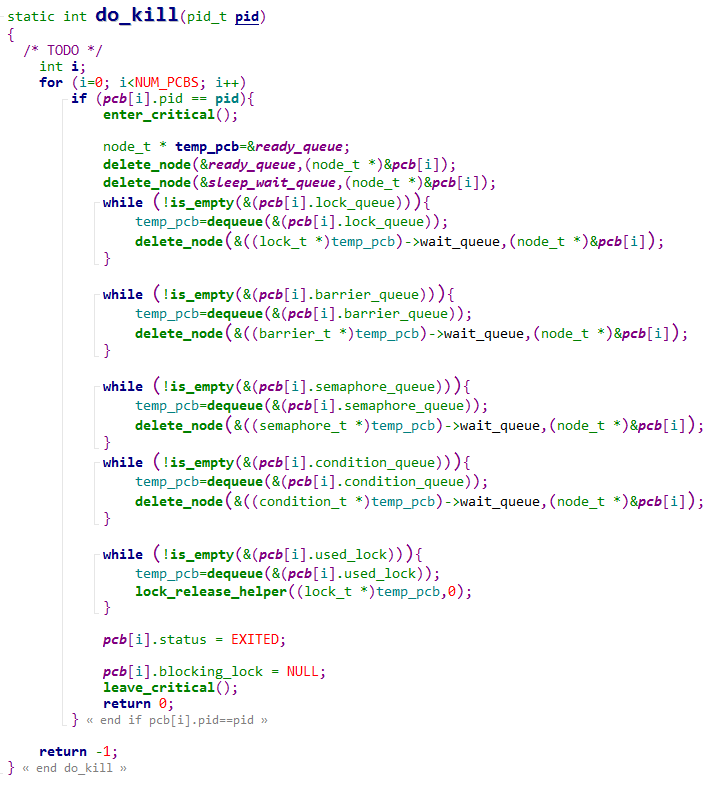 static int do_kill(pid_t pid)
{
  /* TODO */
    int i;
    for (i=0; i<NUM_PCBS; i++)
        if (pcb[i].pid == pid){
            enter_critical();

            node_t * temp_pcb=&ready_queue;
            delete_node(&ready_queue,(node_t *)&pcb[i]);
            delete_node(&sleep_wait_queue,(node_t *)&pcb[i]);
            while (!is_empty(&(pcb[i].lock_queue))){
                temp_pcb=dequeue(&(pcb[i].lock_queue));
                delete_node(&((lock_t *)temp_pcb)->wait_queue,(node_t *)&pcb[i]);
            }

            while (!is_empty(&(pcb[i].barrier_queue))){
                temp_pcb=dequeue(&(pcb[i].barrier_queue));
                delete_node(&((barrier_t *)temp_pcb)->wait_queue,(node_t *)&pcb[i]);
            }

            while (!is_empty(&(pcb[i].semaphore_queue))){
                temp_pcb=dequeue(&(pcb[i].semaphore_queue));
                delete_node(&((semaphore_t *)temp_pcb)->wait_queue,(node_t *)&pcb[i]);
            }
            while (!is_empty(&(pcb[i].condition_queue))){
                temp_pcb=dequeue(&(pcb[i].condition_queue));
                delete_node(&((condition_t *)temp_pcb)->wait_queue,(node_t *)&pcb[i]);
            }

            while (!is_empty(&(pcb[i].used_lock))){
                temp_pcb=dequeue(&(pcb[i].used_lock));
                lock_release_helper((lock_t *)temp_pcb,0);
            }

            pcb[i].status = EXITED;

            pcb[i].blocking_lock = NULL;
            leave_critical();
            return 0;
        } « end if pcb[i].pid==pid »

    return -1;
} « end do_kill »